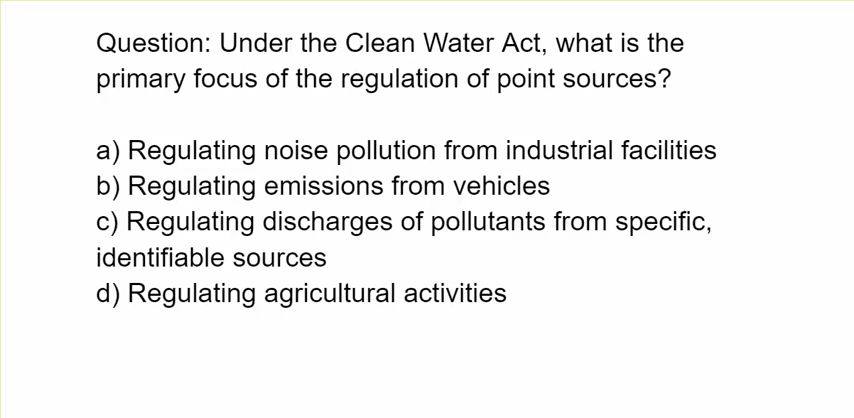 Question: Under the Clean Water Act, what is the
primary focus of the regulation of point sources?
a) Regulating noise pollution from industrial facilities
b) Regulating emissions from vehicles
c) Regulating discharges of pollutants from specific,
identifiable sources
d) Regulating agricultural activities